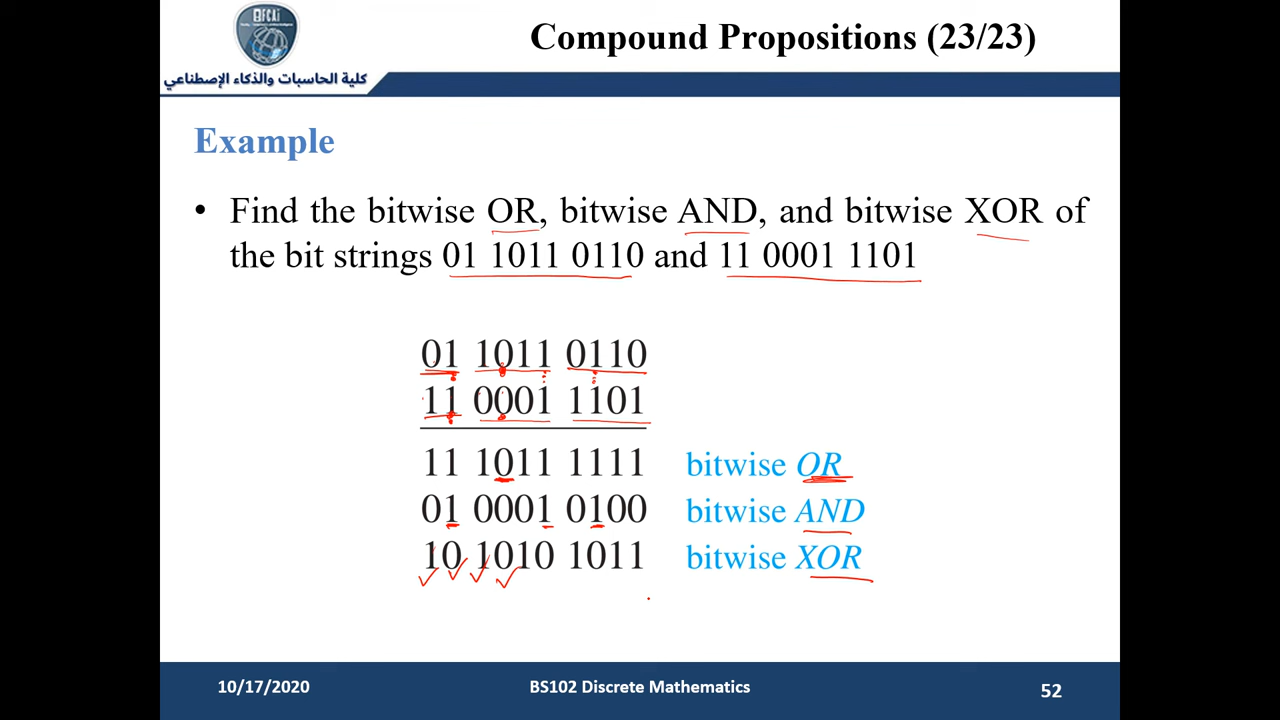 BFCAi
Compound Propositions (23/23)
كلية الحاسبات والذكاء الإصطناعي
Example
• Find the bitwise OR, bitwise AND, and bitwise XOR of
the bit strings 01 1011 0110 and 11 0001 1101
01 1011 0110
11 0001 1101
11 1011 1111 bitwise OR
01 0001 0100 bitwise AND
10 1010 1011 bitwise XOR
10/17/2020 BS102 Discrete Mathematics 52